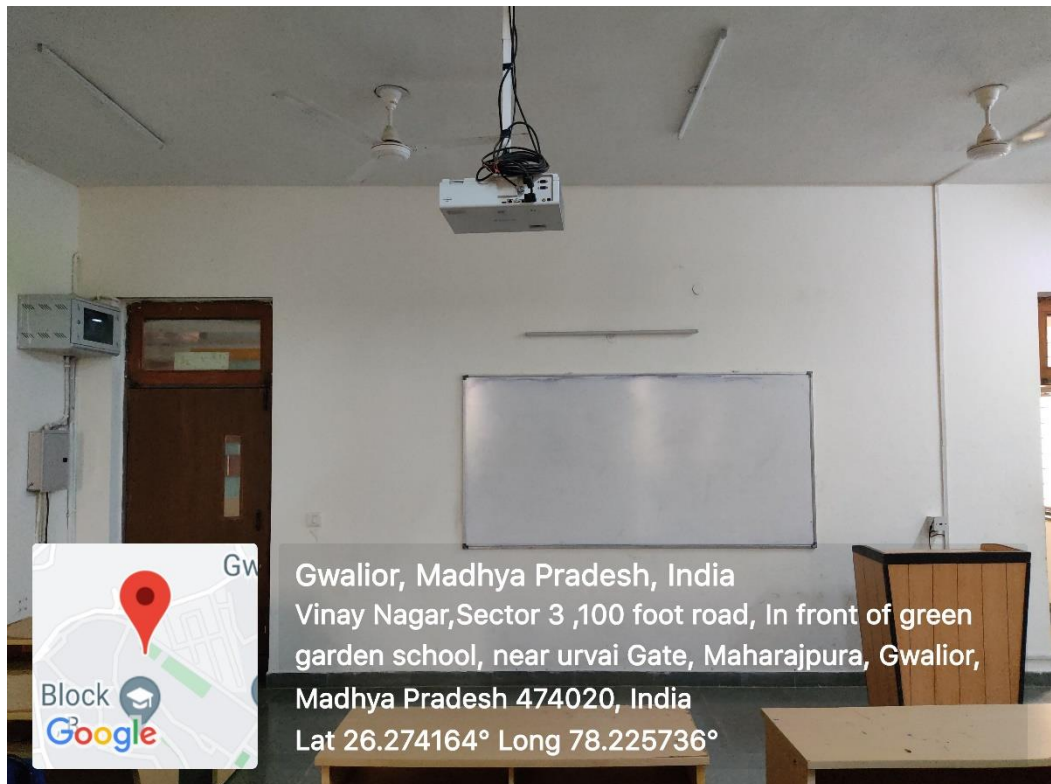 Gw
Block
3
Google
Gwalior, Madhya Pradesh, India
Vinay Nagar,Sector 3 ,100 foot road, In front of green
garden school, near urvai Gate, Maharajpura, Gwalior,
Madhya Pradesh 474020, India
Lat 26.274164° Long 78.225736°